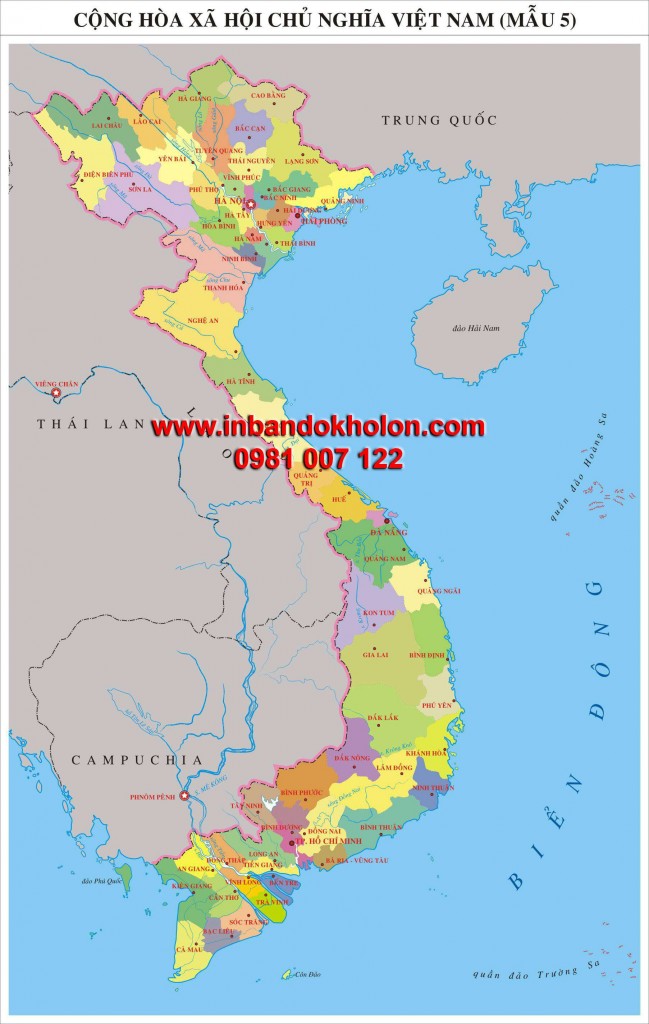 CỘNG HÒA XÃ HỘI CHỦ NGHĨA VIỆT NAM (MẪU 5)
TRUNG QUỐC
HÀ GIANG
CAO BẰNG
LAI CHÂU
LÀO CAI
BẮC CẠN
TUYÊN QUANG
YÊN BÁI
THÁI NGUYÊN
LẠNG SƠN
ĐIỆN BIÊN PHỦ
SƠN LA
VĨNH PHÚC
PHÚ THỌ
BẮC GIANG
BẮC NINH
QUẢNG NINH
HÀ NỘI
HÀ TÂY
HẢI DƯƠNG
HẢI PHÒNG
HƯNG YÊN
HÒA BÌNH
HÀ NAM
THÁI BÌNH
NINH BÌNH
THANH HÓA
NGHỆ AN
sông Cả
đảo Hải Nam
HÀ TĨNH
VIÊNG CHĂN
THÁI LAN
L
O
www.inbandokholon.com
0981 007 122
QUẢNG
TRỊ
HUẾ
quần đảo Hoàng Sa
ĐÀ NẴNG
QUẢNG NAM
QUẢNG NGÃI
KON TUM
GIA LAI
BÌNH ĐỊNH
PHÚ YÊN
ĐẮK LẮK
KHÁNH HÒA
ĐẮK NÔNG
LÂM ĐỒNG
NINH THUẬN
CAMPUCHIA
PHNÔM PÊNH
S. MÊ KÔNG
BÌNH PHƯỚC
TÂY NINH
sông Đồng Nai
BÌNH DƯƠNG
ĐỒNG NAI
BÌNH THUẬN
TP. HỒ CHÍ MINH
LONG AN
BÀ RỊA - VŨNG TÀU
ĐỒNG THÁP
TIỀN GIANG
AN GIANG
VĨNH LONG
BẾN TRE
đảo Phú Quốc
KIÊN GIANG
CẦN THƠ
TRÀ VINH
SÓC TRĂNG
BẠC LIÊU
CÀ MAU
Côn Đảo
BIỂN ĐÔNG
quần đảo Trường Sa